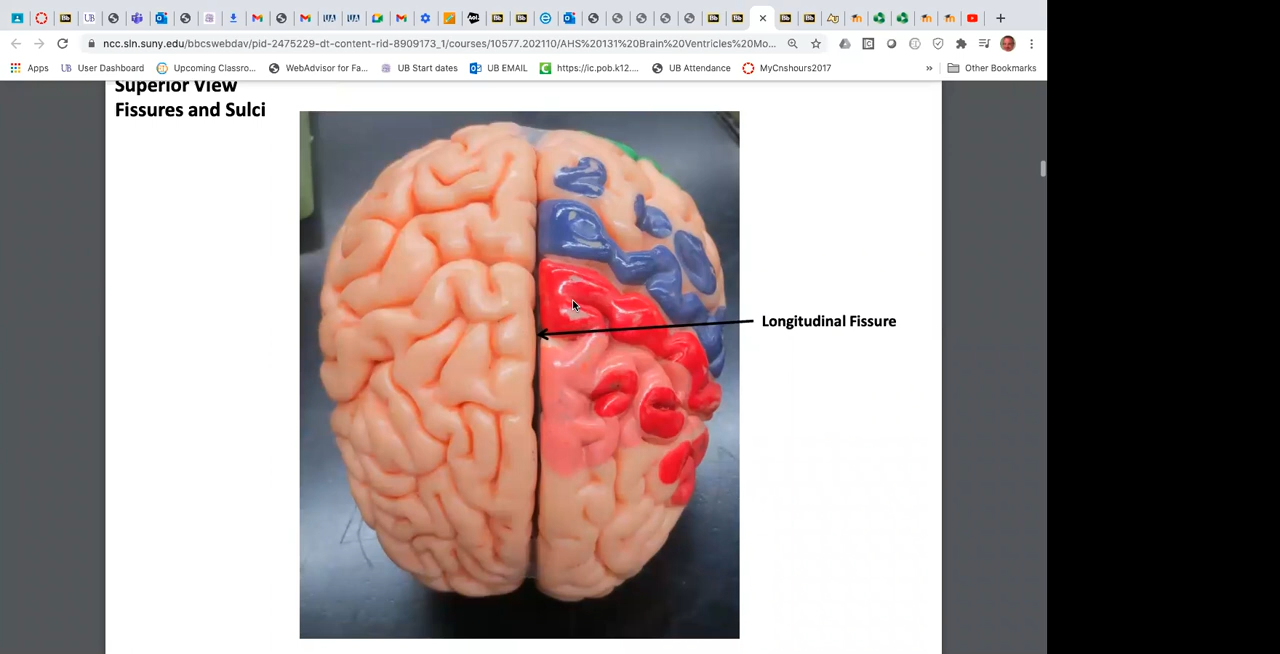 ncc.sln.suny.edu/bbcswebdav/pid-2475229-dt-content-rid-8909173_1/courses/10577.202110/AHS%20131%20Brain%20Ventricles%20Mo...
Apps User Dashboard Upcoming Classro... WebAdvisor for Fa... UB Start dates UB EMAIL https://ic.pob.k12.... UB Attendance MyCnshours2017 » Other Bookmarks
Superior View
Fissures and Sulci
Longitudinal Fissure